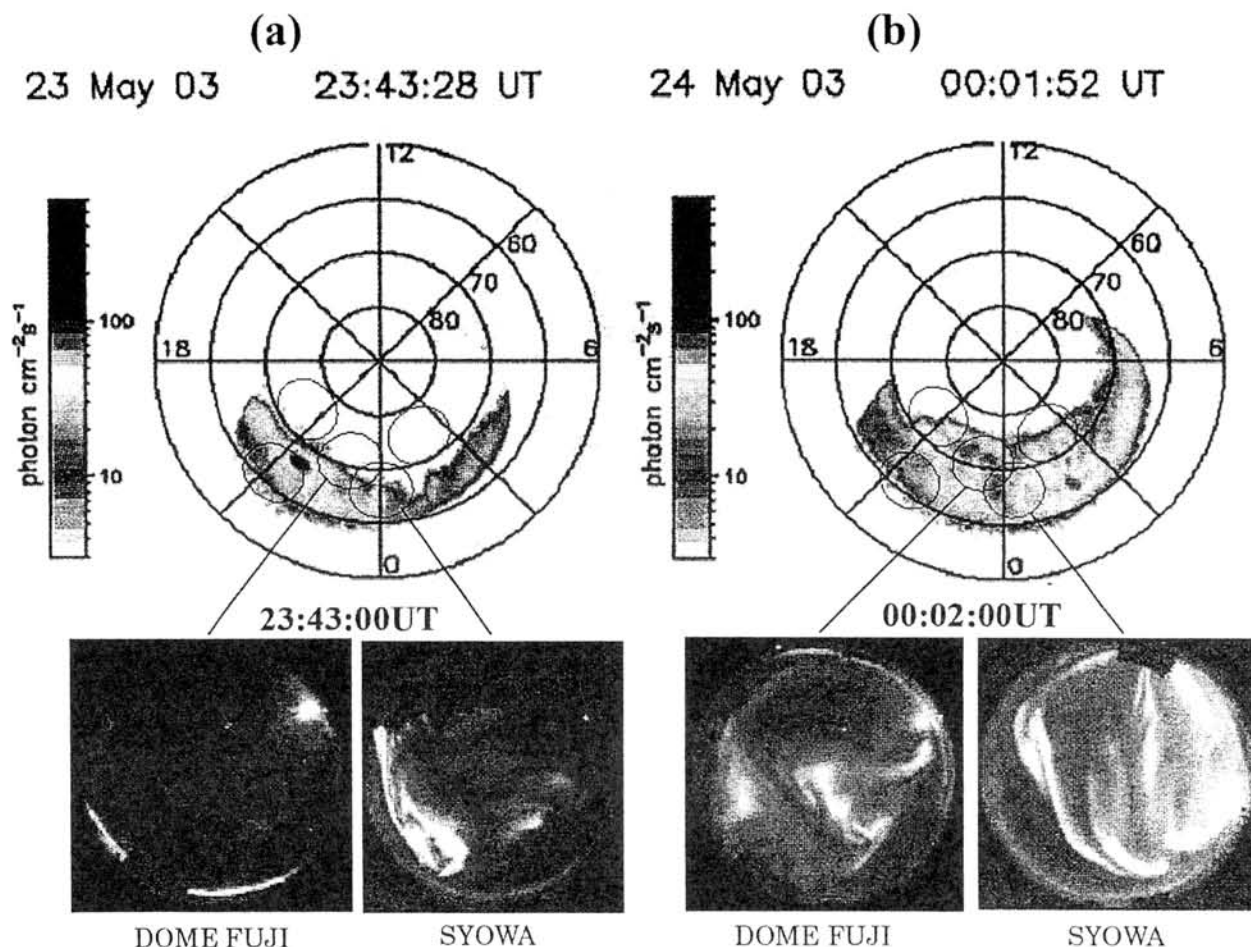 (a)
23 May 03 23:43:28 UT
12
60
70
80
18
6
0
photon cm⁻²s⁻¹
100
10
23:43:00UT
DOME FUJI
SYOWA
(b)
24 May 03 00:01:52 UT
12
60
70
80
18
6
0
photon cm⁻²s⁻¹
100
10
00:02:00UT
DOME FUJI
SYOWA